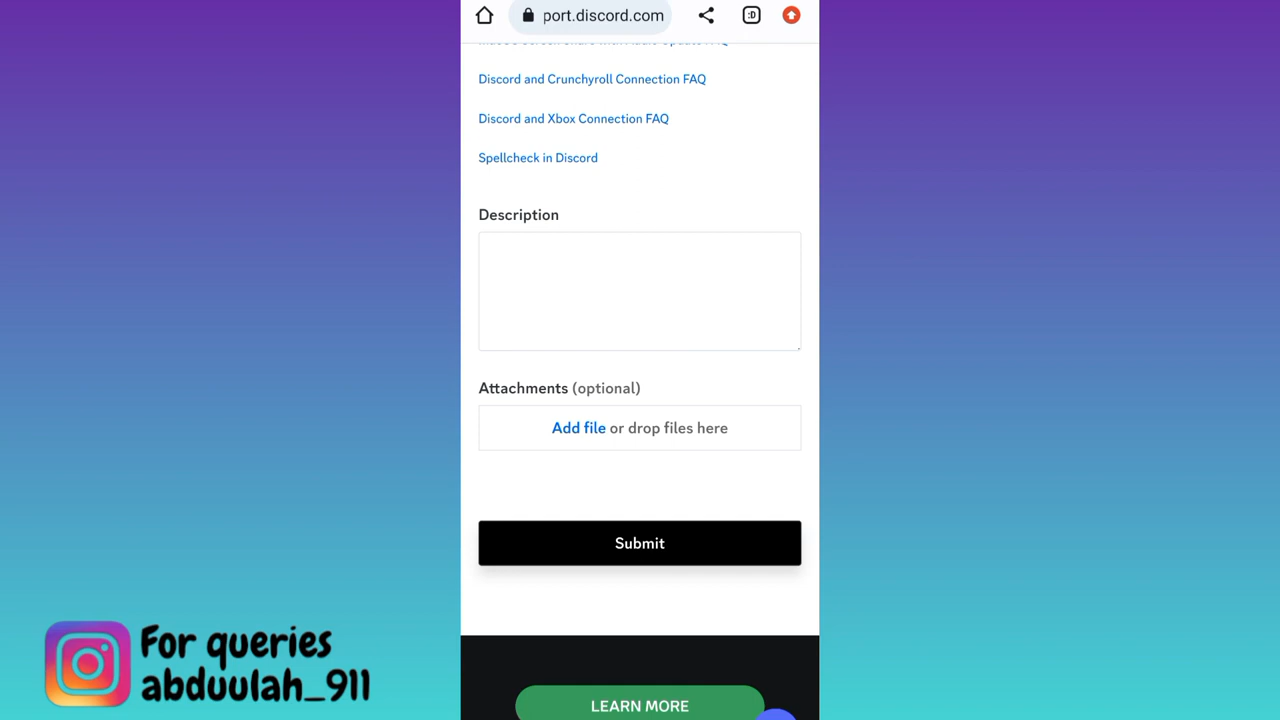 port.discord.com
:D
Discord and Crunchyroll Connection FAQ
Discord and Xbox Connection FAQ
Spellcheck in Discord
Description
Attachments (optional)
Add file or drop files here
Submit
LEARN MORE
For queries
abduulah_911